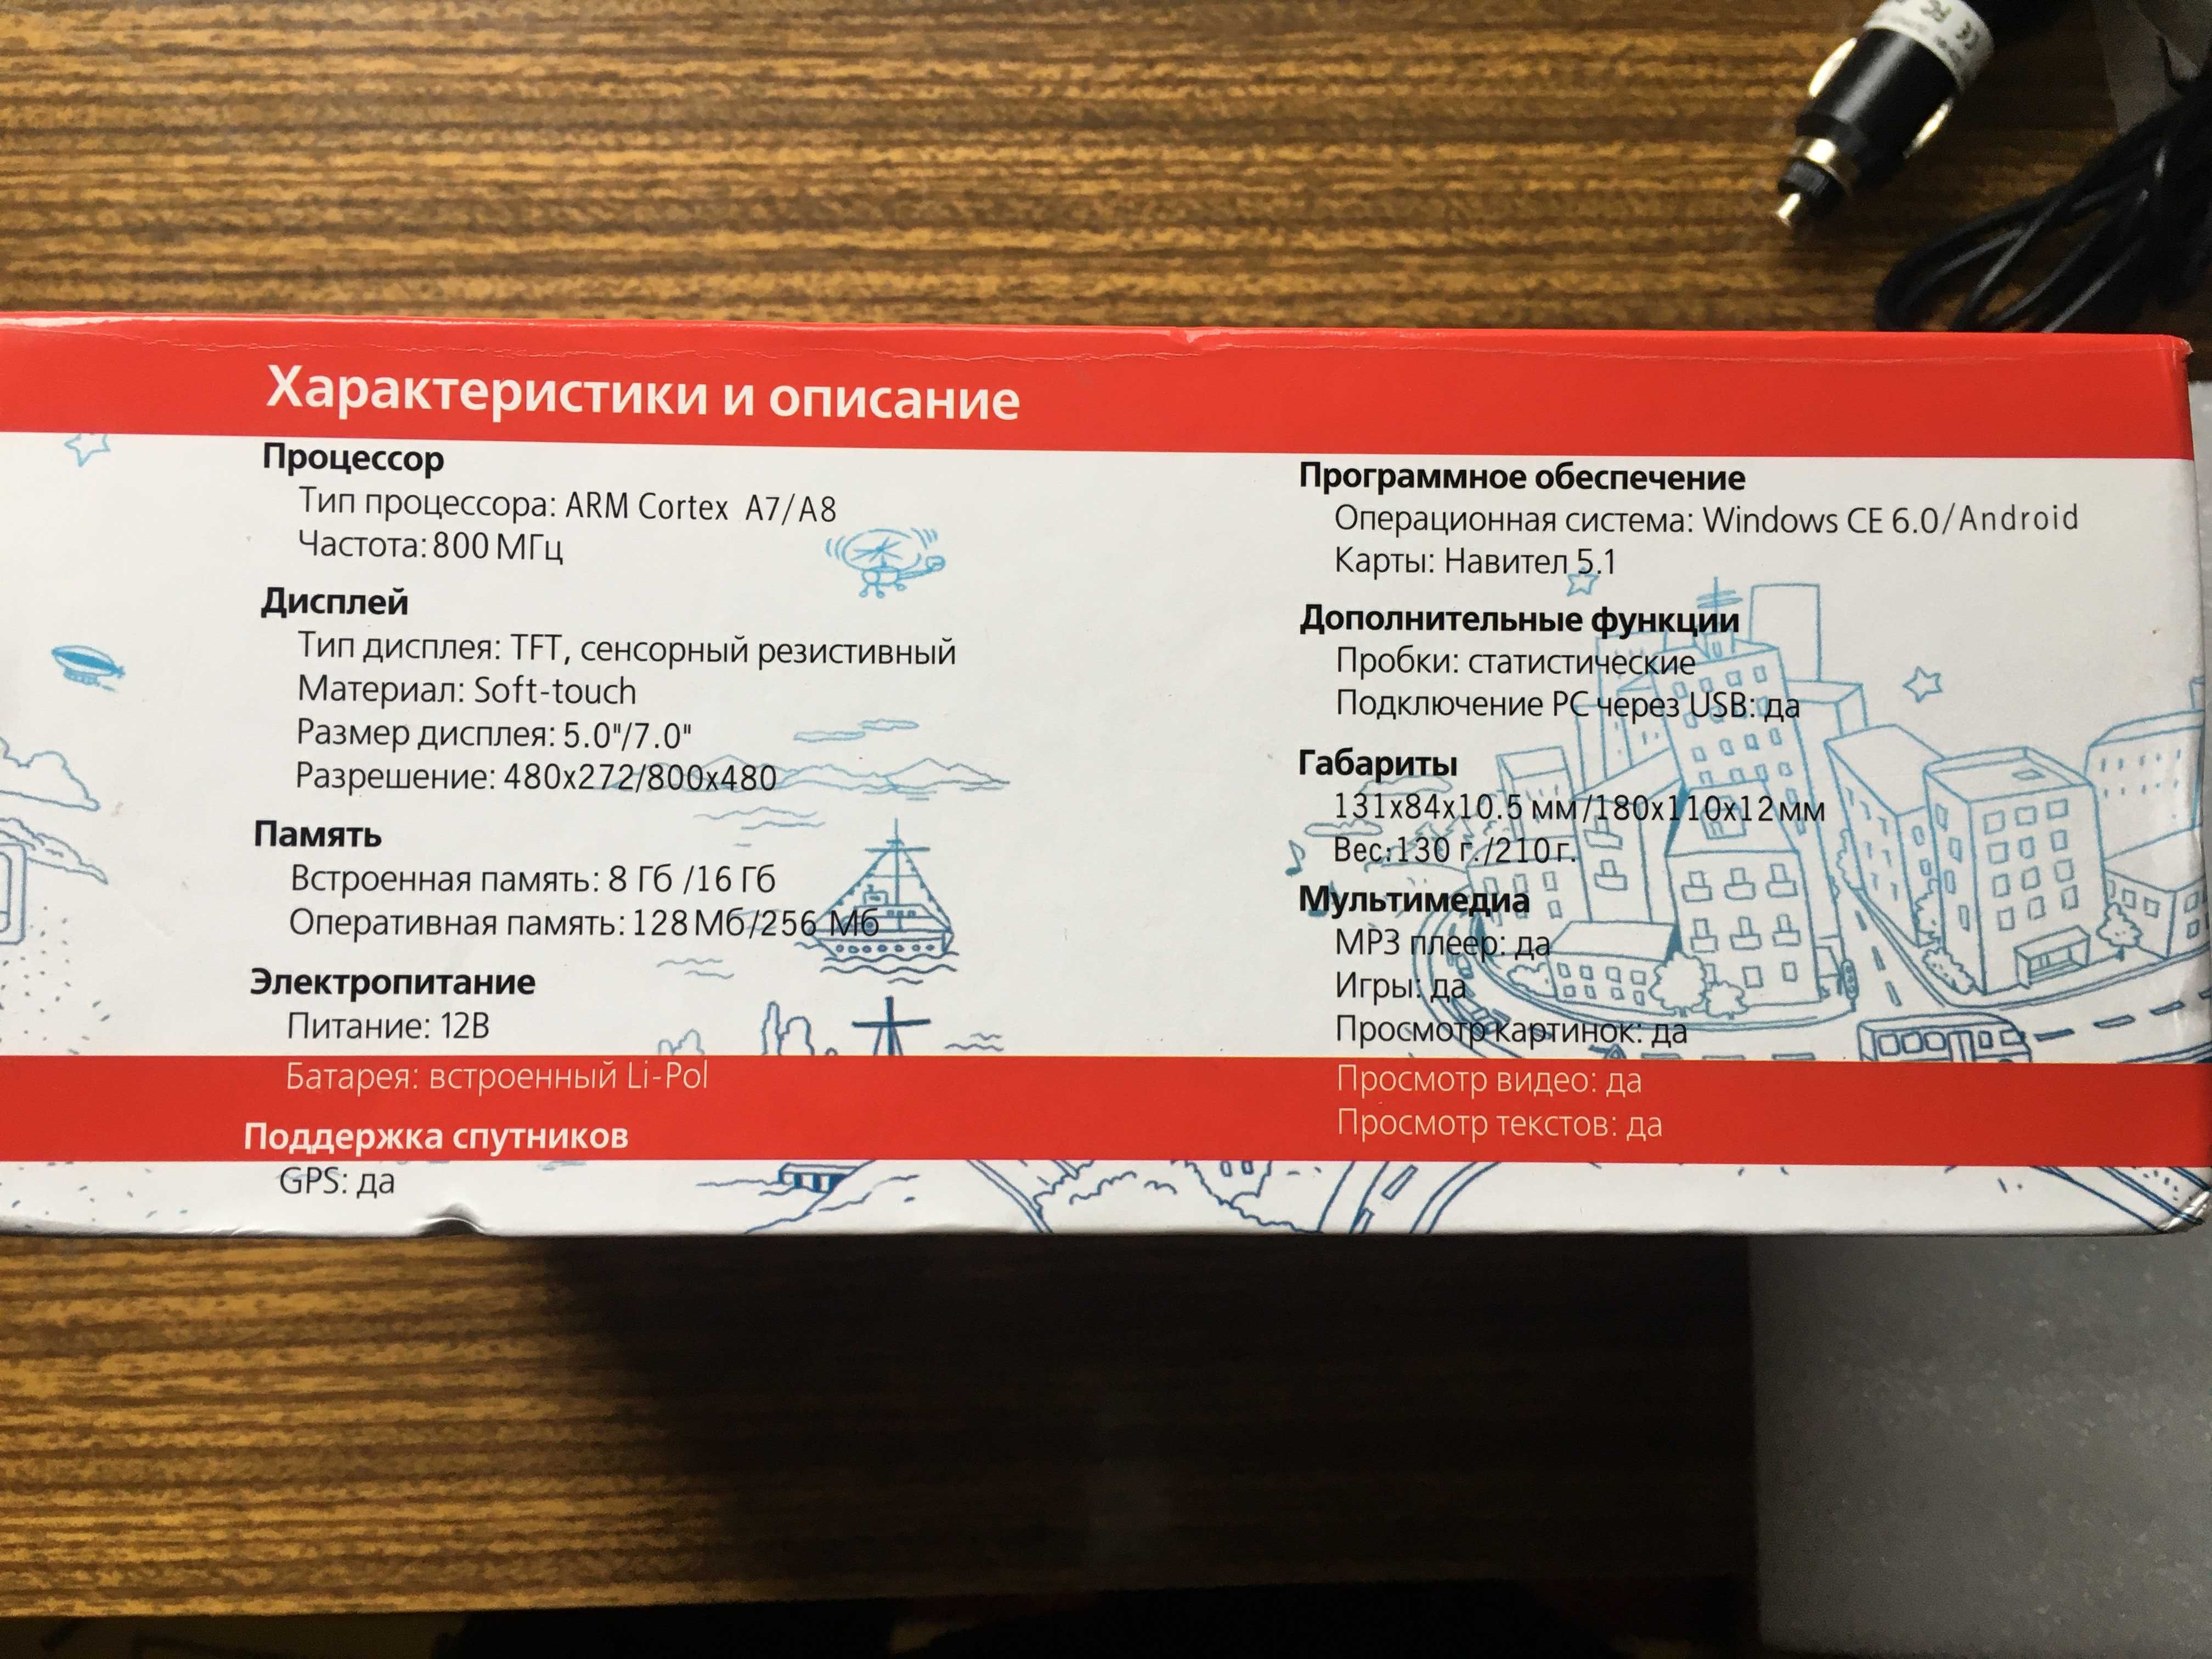 Характеристики и описание
Процессор
Тип процессора: ARM Cortex A7/A8
Частота: 800 МГц
Дисплей
Тип дисплея: TFT, сенсорный резистивный
Материал: Soft-touch
Размер дисплея: 5.0"/7.0"
Разрешение: 480x272/800x480
Память
Встроенная память: 8 Гб /16 Гб
Оперативная память: 128 Мб/256 Мб
Электропитание
Питание: 12В
Батарея: встроенный Li-Pol
Поддержка спутников
GPS: да
Программное обеспечение
Операционная система: Windows CE 6.0/Android
Карты: Навител 5.1
Дополнительные функции
Пробки: статистические
Подключение PC через USB: да
Габариты
131x84x10.5 мм/180x110x12мм
Вес:130 г./210г.
Мультимедиа
MP3 плеер: да
Игры: да
Просмотр картинок: да
Просмотр видео: да
Просмотр текстов: да
FC CE